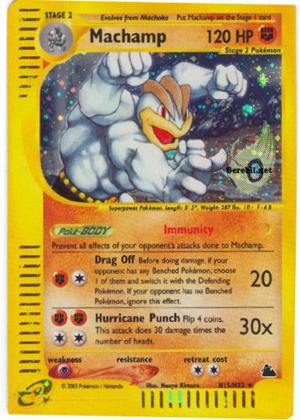 STAGE 2
Evolves from Machoke
Put Machamp on the Stage 1 card
Machamp
120 HP
Stage 2 Pokémon
Berebil.net
Superpower Pokémon. Length: 5' 3", Weight: 287 lbs.
Poké-BODY
Immunity
Prevent all effects of your opponent's attacks done to Machamp.
Drag Off Before doing damage, if your
opponent has any Benched Pokémon, choose
1 of them and switch it with the Defending
Pokémon. If your opponent has no Benched
Pokémon, ignore this effect.
20
Hurricane Punch Flip 4 coins.
This attack does 30 damage times the
number of heads.
30x
weakness
resistance
retreat cost
© 2003 Pokémon / Nintendo
Illus. Naoyo Kimura
H15/H32